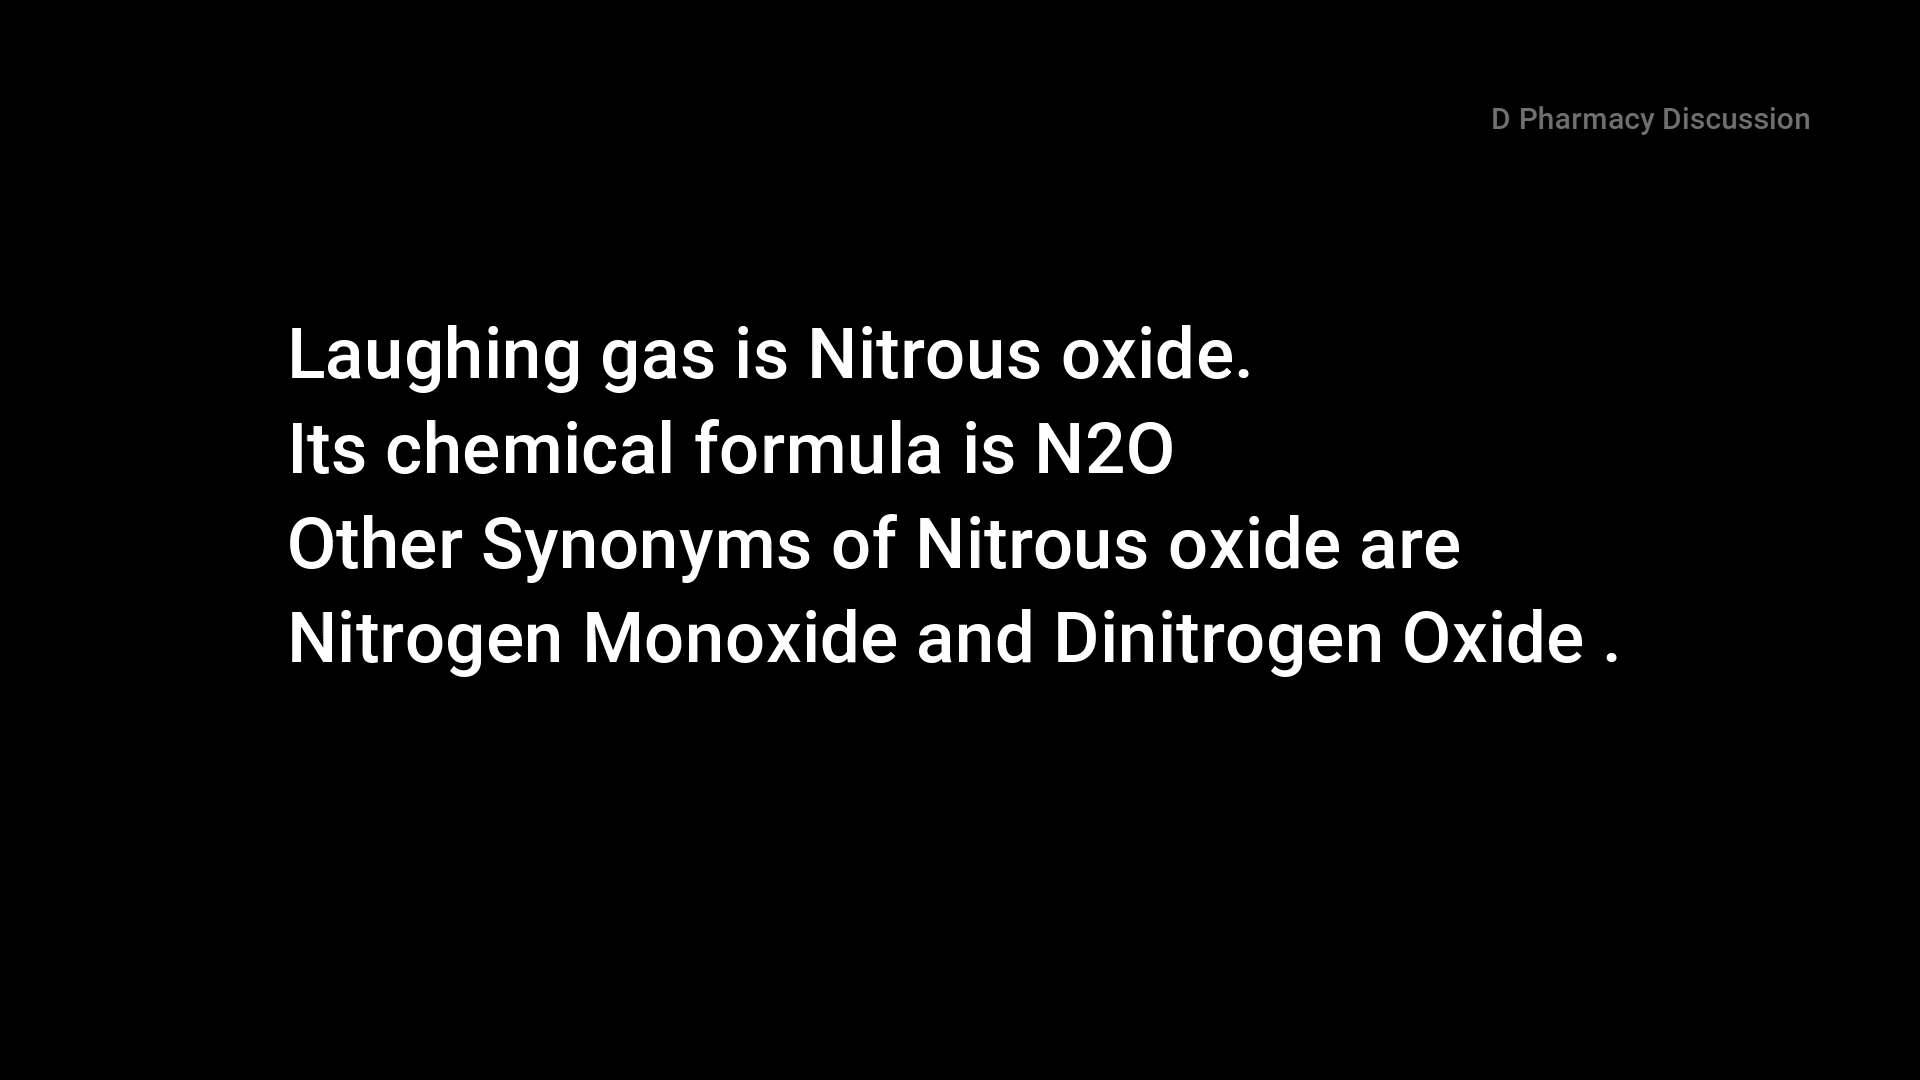 D Pharmacy Discussion
Laughing gas is Nitrous oxide.
Its chemical formula is N2O
Other Synonyms of Nitrous oxide are
Nitrogen Monoxide and Dinitrogen Oxide .